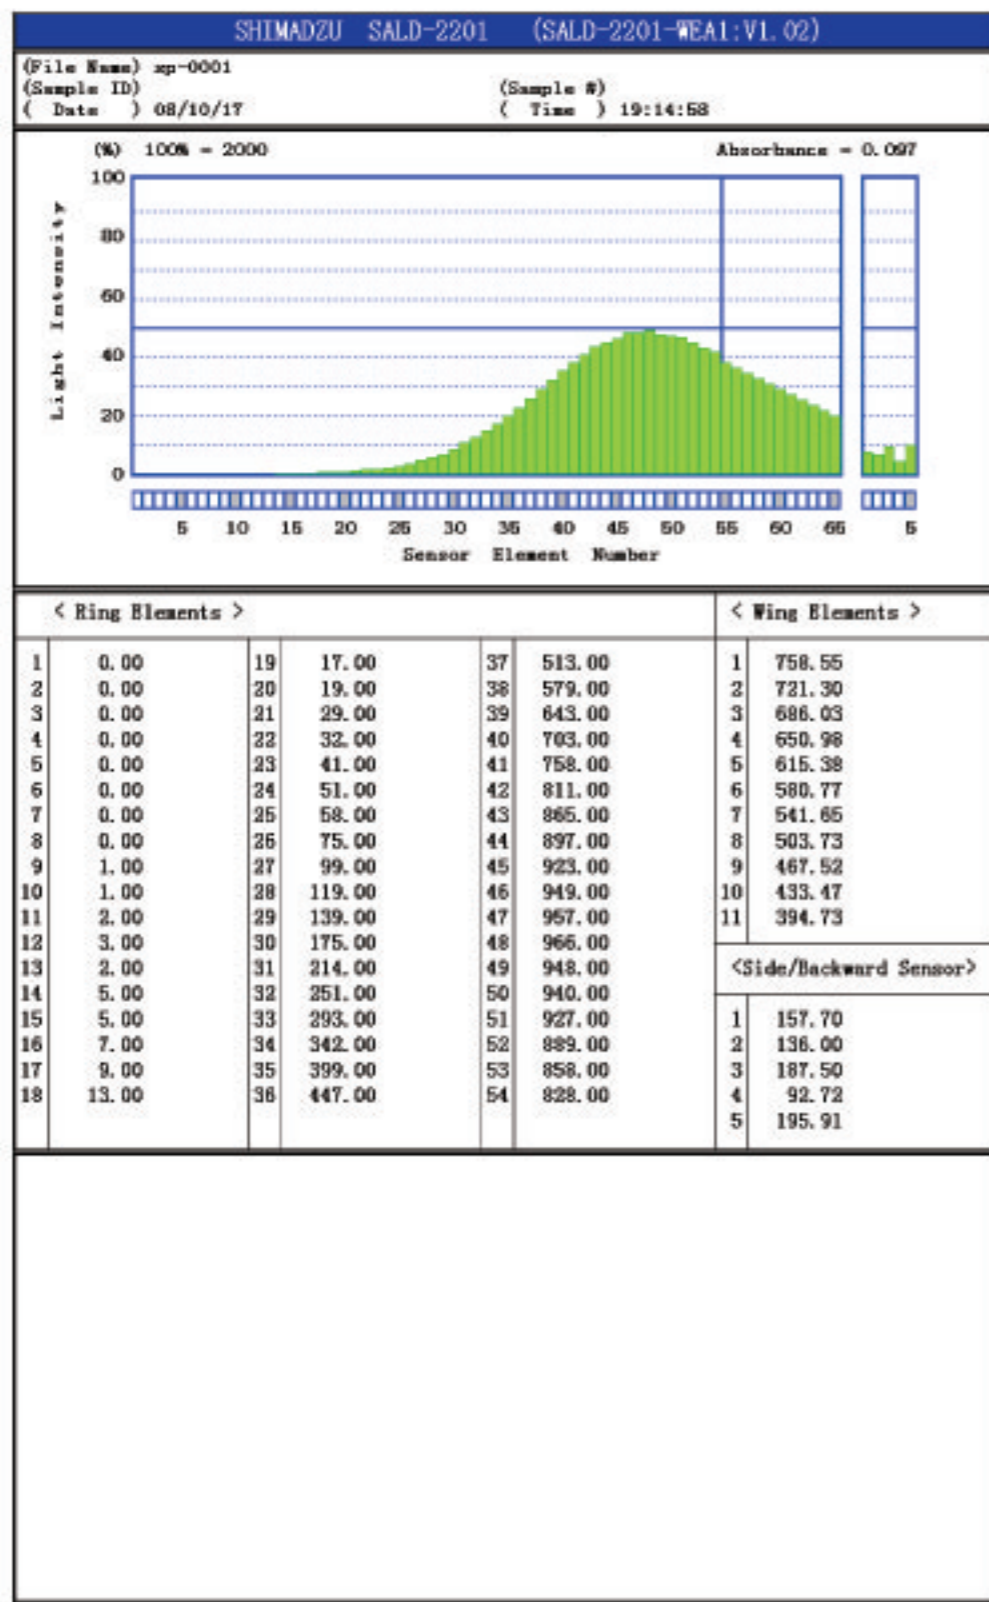 SHIMADZU SALD-2201 (SALD-2201-WEA1:V1.02)
(File Name) xp-0001
(Sample ID) (Sample #)
( Date ) 08/10/17 ( Time ) 19:14:58
(%) 100% = 2000 Absorbance = 0.097
100
80
60
40
20
0
Light Intensity
5 10 15 20 25 30 35 40 45 50 55 60 65 5
Sensor Element Number
< Ring Elements > < Wing Elements >
1 0.00 19 17.00 37 513.00 1 758.55
2 0.00 20 19.00 38 579.00 2 721.30
3 0.00 21 29.00 39 643.00 3 686.03
4 0.00 22 32.00 40 703.00 4 650.98
5 0.00 23 41.00 41 758.00 5 615.38
6 0.00 24 51.00 42 811.00 6 580.77
7 0.00 25 58.00 43 865.00 7 541.65
8 0.00 26 75.00 44 897.00 8 503.73
9 1.00 27 99.00 45 923.00 9 467.52
10 1.00 28 119.00 46 949.00 10 433.47
11 2.00 29 139.00 47 957.00 11 394.73
12 3.00 30 175.00 48 966.00
13 2.00 31 214.00 49 948.00 <Side/Backward Sensor>
14 5.00 32 251.00 50 940.00
15 5.00 33 293.00 51 927.00 1 157.70
16 7.00 34 342.00 52 889.00 2 136.00
17 9.00 35 399.00 53 858.00 3 187.50
18 13.00 36 447.00 54 828.00 4 92.72
5 195.91